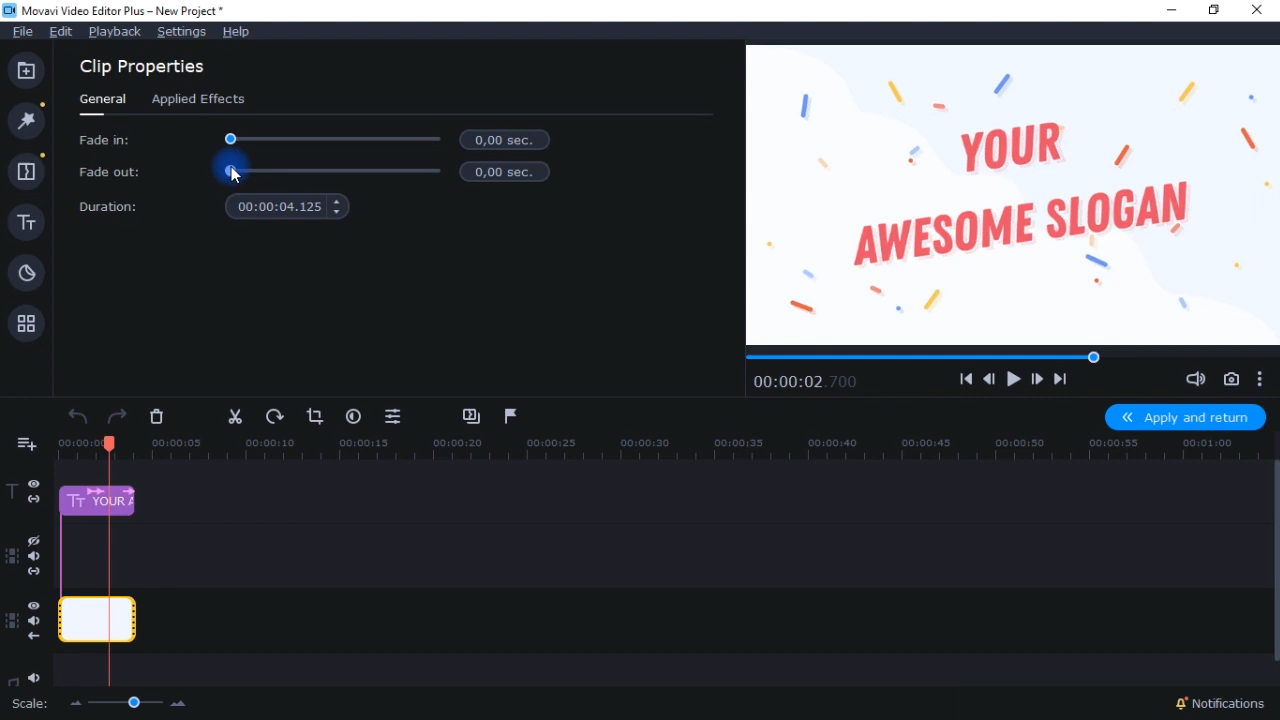 Movavi Video Editor Plus – New Project *
File Edit Playback Settings Help
Clip Properties
General Applied Effects
Fade in: 0,00 sec.
Fade out: 0,00 sec.
Duration: 00:00:04.125
YOUR
AWESOME SLOGAN
00:00:02.700
Apply and return
00:00:0 00:00:05 00:00:10 00:00:15 00:00:20 00:00:25 00:00:30 00:00:35 00:00:40 00:00:45 00:00:50 00:00:55 00:01:00
YOUR A
Scale:
Notifications